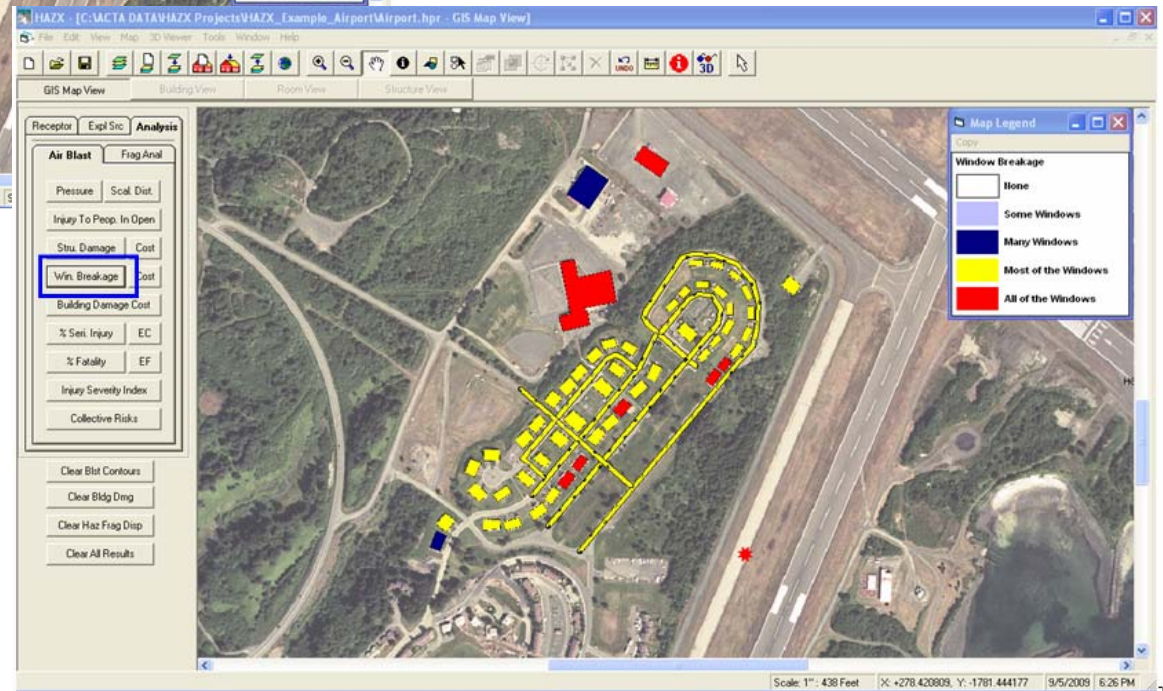 HAZX - [C:\ACTA DATA\HAZX Projects\HAZX_Example_Airport\Airport.hpr - GIS Map View]
File Edit View Map 3D Viewer Tools Window Help
UNDO 3D
GIS Map View Building View Room View Structure View
Receptor Expl Src Analysis
Air Blast Frag Anal
Pressure Scal. Dist.
Injury To Peop. In Open
Stru. Damage Cost
Win. Breakage Cost
Building Damage Cost
% Seri. Injury EC
% Fatality EF
Injury Severity Index
Collective Risks
Clear Blst Contours
Clear Bldg Dmg
Clear Haz Frag Disp
Clear All Results
Map Legend
Copy
Window Breakage
None
Some Windows
Many Windows
Most of the Windows
All of the Windows
Scale: 1" : 438 Feet X: +278.420809, Y: -1781.444177 9/5/2009 6:26 PM